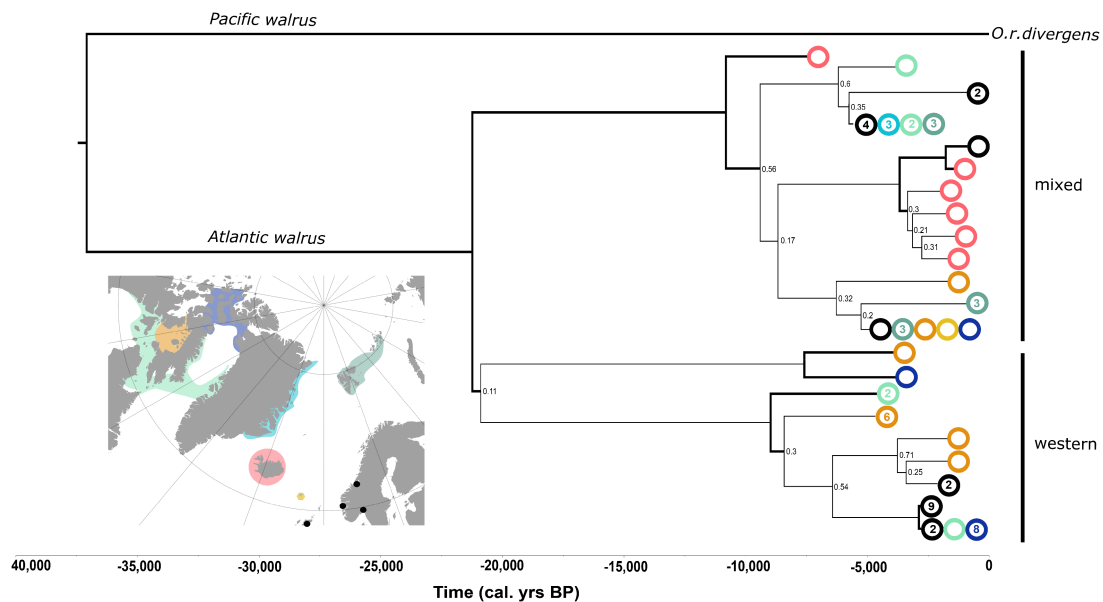 Pacific walrus
O.r.divergens
0.6
2
0.35
4 3 2 3
0.56
mixed
0.3
0.17
0.21
Atlantic walrus
0.31
0.32
3
0.2
3
0.11
2
6
western
0.3
0.71
0.25
0.54
2
9
2 8
40,000 -35,000 -30,000 -25,000 -20,000 -15,000 -10,000 -5,000 0
Time (cal. yrs BP)